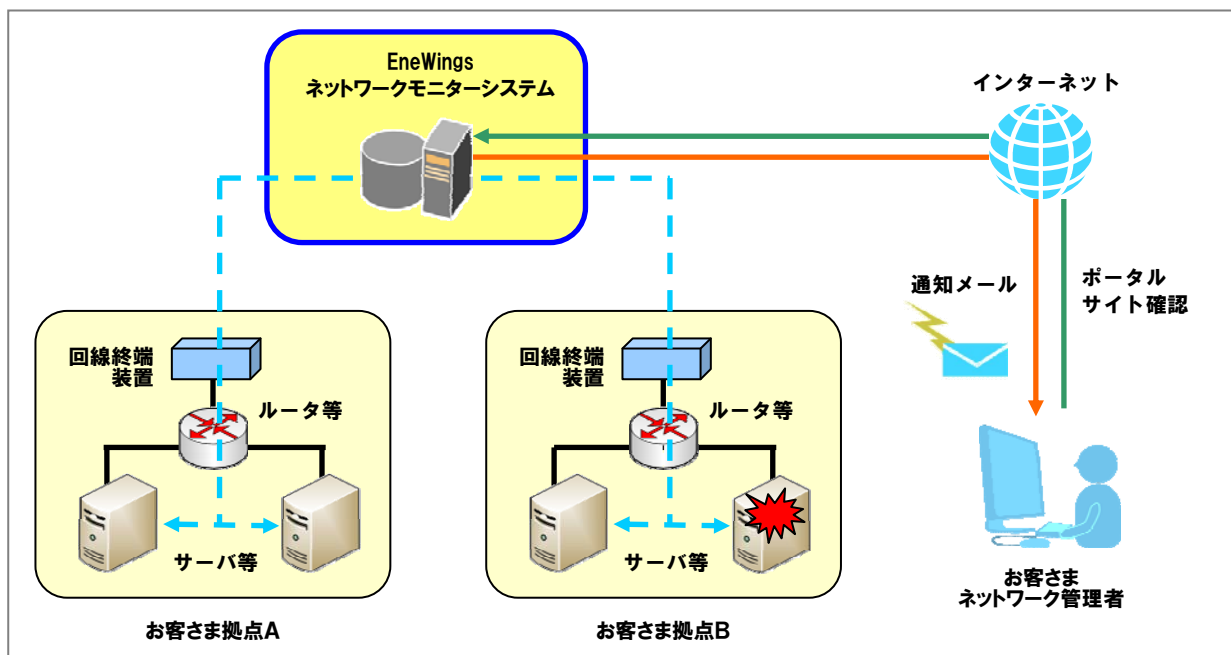 EneWings
ネットワークモニターシステム
インターネット
通知メール
ポータル
サイト確認
回線終端
装置
ルータ等
サーバ等
お客さま拠点A
回線終端
装置
ルータ等
サーバ等
お客さま拠点B
お客さま
ネットワーク管理者